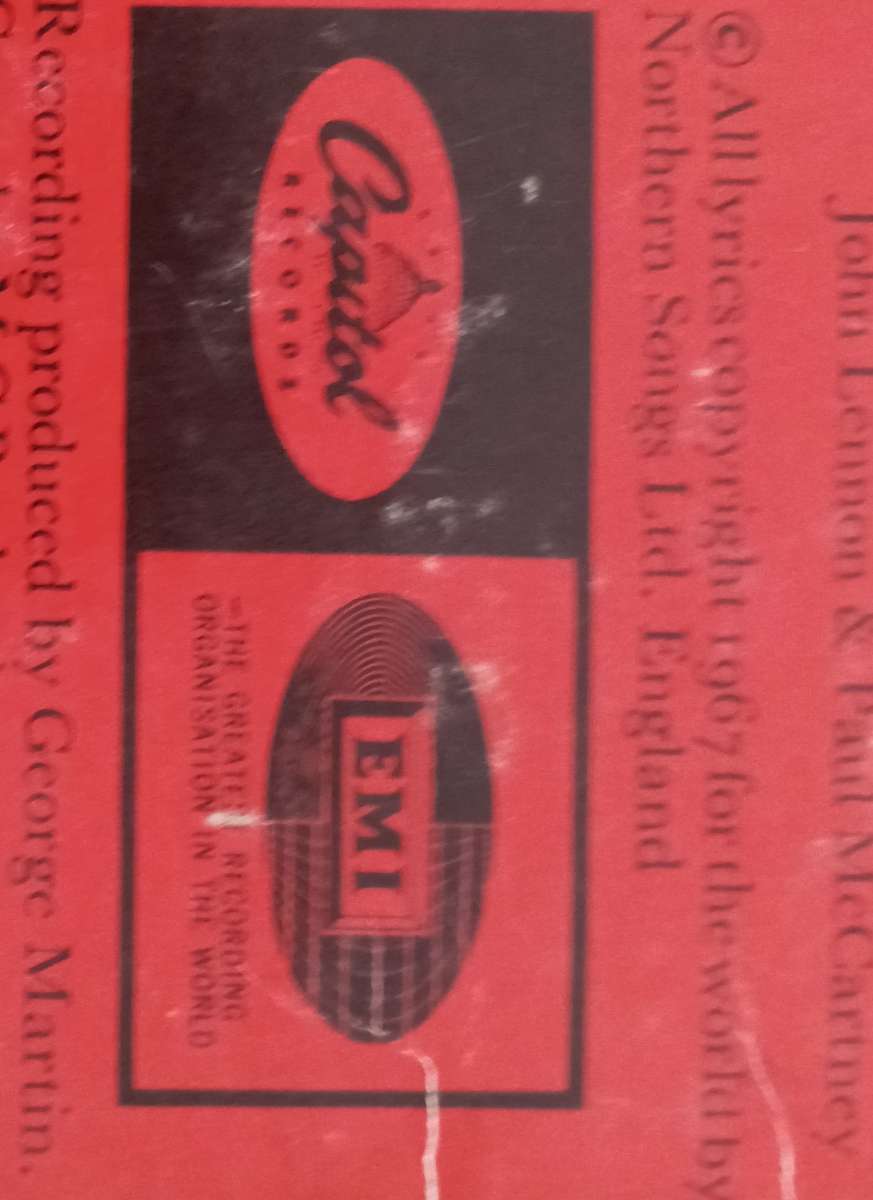 John Lennon & Paul McCartney
© All lyrics copyright 1967 for the world by
Northern Songs Ltd. England
Capitol
RECORDS
EMI
THE GREATEST RECORDING
ORGANISATION IN THE WORLD
Recording produced by George Martin.